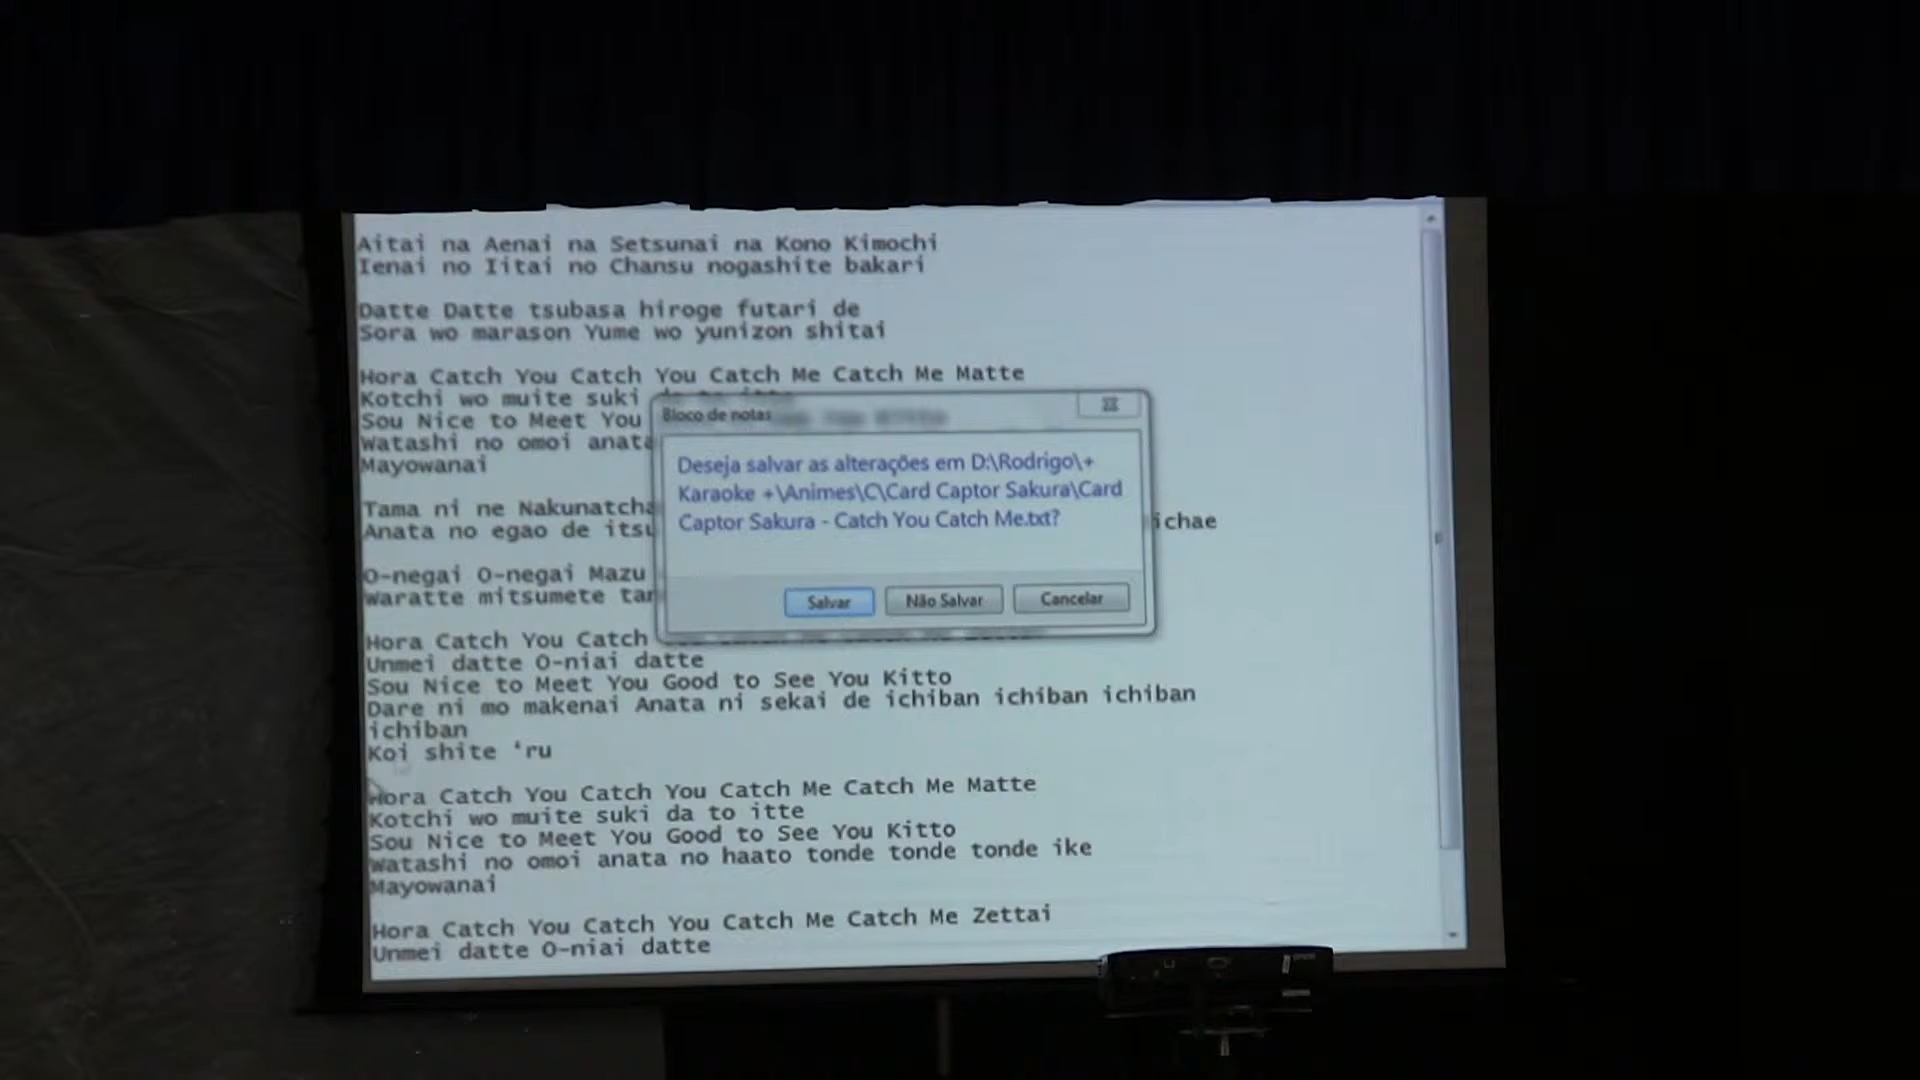 Aitai na Aenai na Setsunai na Kono Kimochi
Ienai no Iitai no Chansu nogashite bakari
Datte Datte tsubasa hiroge futari de
Sora wo marason Yume wo yunizon shitai
Hora Catch You Catch You Catch Me Catch Me Matte
Kotchi wo muite suki da to itte
Sou Nice to Meet You
Watashi no omoi anata
Mayowanai
Tama ni ne Nakunatcha
Anata no egao de itsu
ichae
O-negai O-negai Mazu
Waratte mitsumete
Hora Catch You Catch
Unmei datte O-niai datte
Sou Nice to Meet You Good to See You Kitto
Dare ni mo makenai Anata ni sekai de ichiban ichiban ichiban
ichiban
Koi shite 'ru
Hora Catch You Catch You Catch Me Catch Me Matte
Kotchi wo muite suki da to itte
Sou Nice to Meet You Good to See You Kitto
Watashi no omoi anata no haato tonde tonde tonde ike
Mayowanai
Hora Catch You Catch You Catch Me Catch Me Zettai
Unmei datte O-niai datte
Bloco de notas
Deseja salvar as alterações em D:\Rodrigo\+
Karaoke +\Animes\C\Card Captor Sakura\Card
Captor Sakura - Catch You Catch Me.txt?
Salvar
Não Salvar
Cancelar